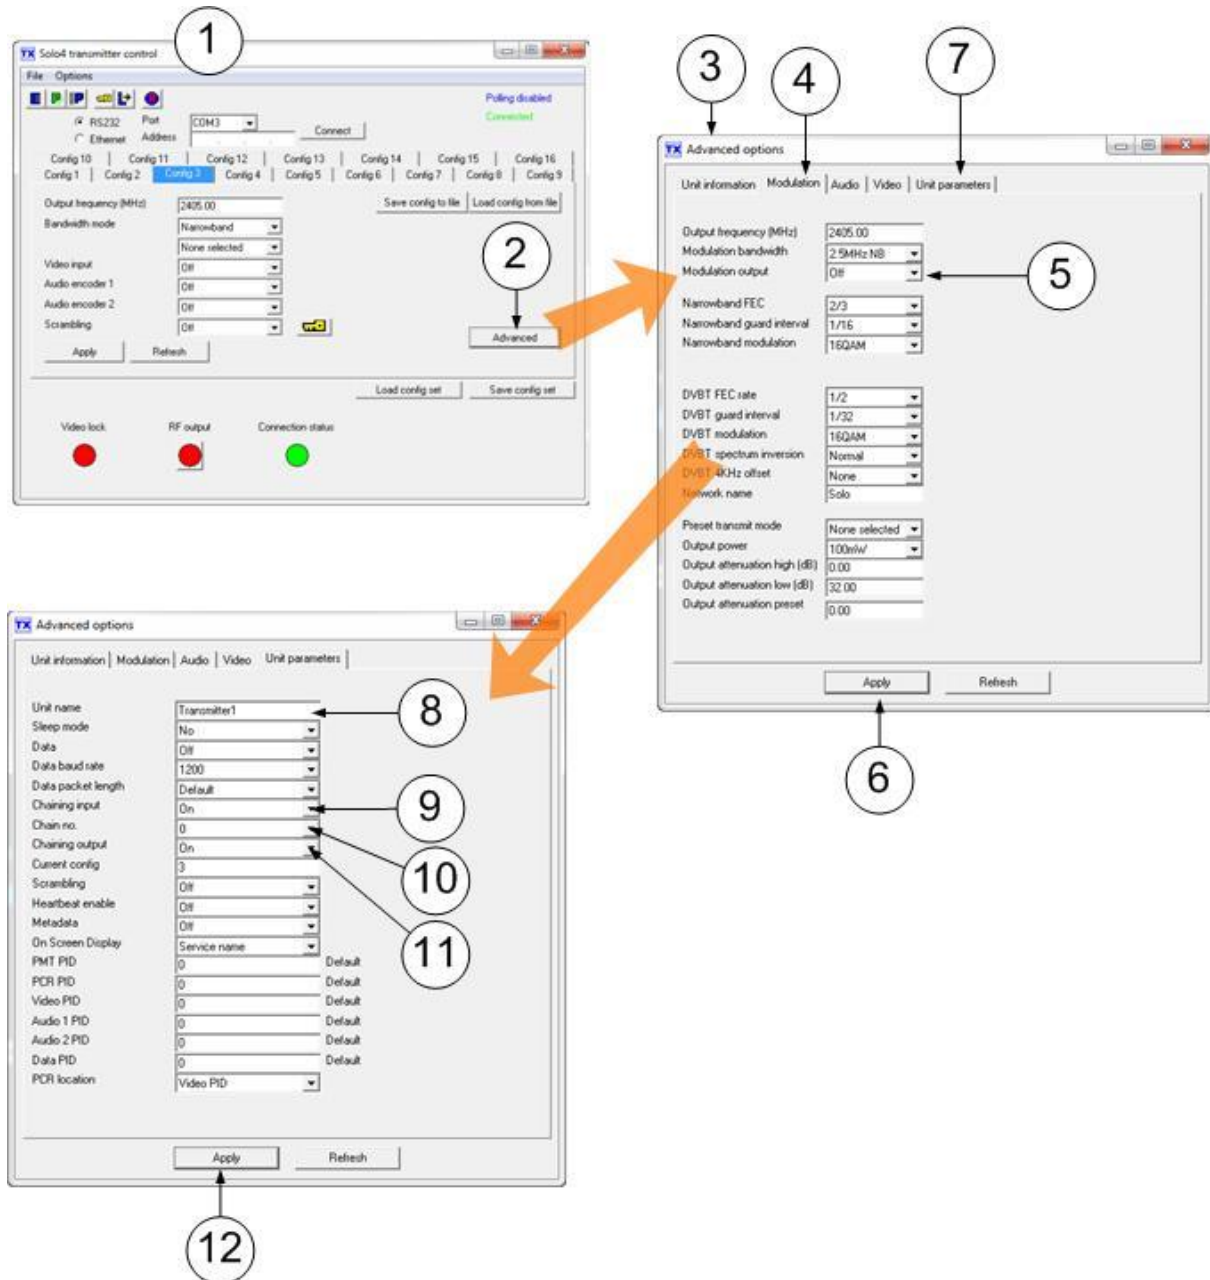 1
Solo4 transmitter control
File Options
Polling disabled
RS232 Port COM3
Connected
Ethernet Address Connect
Config 10 Config 11 Config 12 Config 13 Config 14 Config 15 Config 16
Config 1 Config 2 Config 3 Config 4 Config 5 Config 6 Config 7 Config 8 Config 9
Output frequency (MHz) 2405.00 Save config to file Load config from file
Bandwidth mode Narrowband
None selected
2
Video input Off
Audio encoder 1 Off
Audio encoder 2 Off
Scrambling Off
Advanced
Apply Refresh
Load config set Save config set
Video lock RF output Connection status
3
4
7
TX Advanced options
Unit information Modulation Audio Video Unit parameters
Output frequency (MHz) 2405.00
Modulation bandwidth 2.5MHz NB
Modulation output Off
5
Narrowband FEC 2/3
Narrowband guard interval 1/16
Narrowband modulation 16QAM
DVBT FEC rate 1/2
DVBT guard interval 1/32
DVBT modulation 16QAM
DVBT spectrum inversion Normal
DVBT 4KHz offset None
Network name Solo
Preset transmit mode None selected
Output power 100mW
Output attenuation high (dB) 0.00
Output attenuation low (dB) 32.00
Output attenuation preset 0.00
Apply Refresh
6
TX Advanced options
Unit information Modulation Audio Video Unit parameters
Unit name Transmitter1
8
Sleep mode No
Data Off
Data baud rate 1200
Data packet length Default
Chaining input On
9
Chain no. 0
10
Chaining output On
11
Current config 3
Scrambling Off
Heartbeat enable Off
Metadata Off
On Screen Display Service name
PMT PID 0 Default
PCR PID 0 Default
Video PID 0 Default
Audio 1 PID 0 Default
Audio 2 PID 0 Default
Data PID 0 Default
PCR location Video PID
Apply Refresh
12